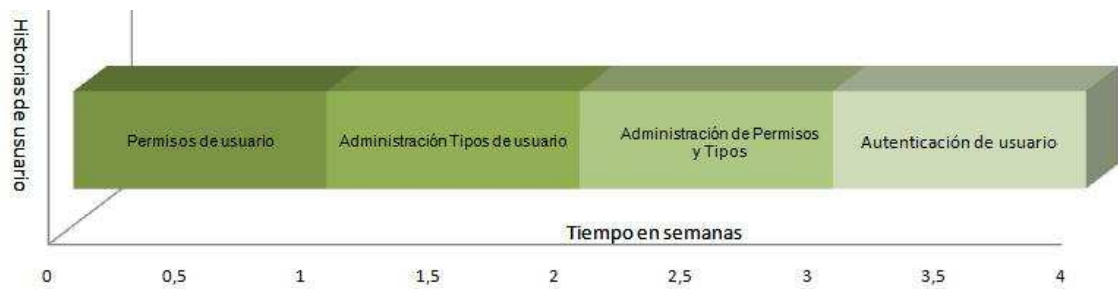 Historias de usuario
Permisos de usuario
Administración Tipos de usuario
Administración de Permisos
y Tipos
Autenticación de usuario
Tiempo en semanas
0 0,5 1 1,5 2 2,5 3 3,5 4